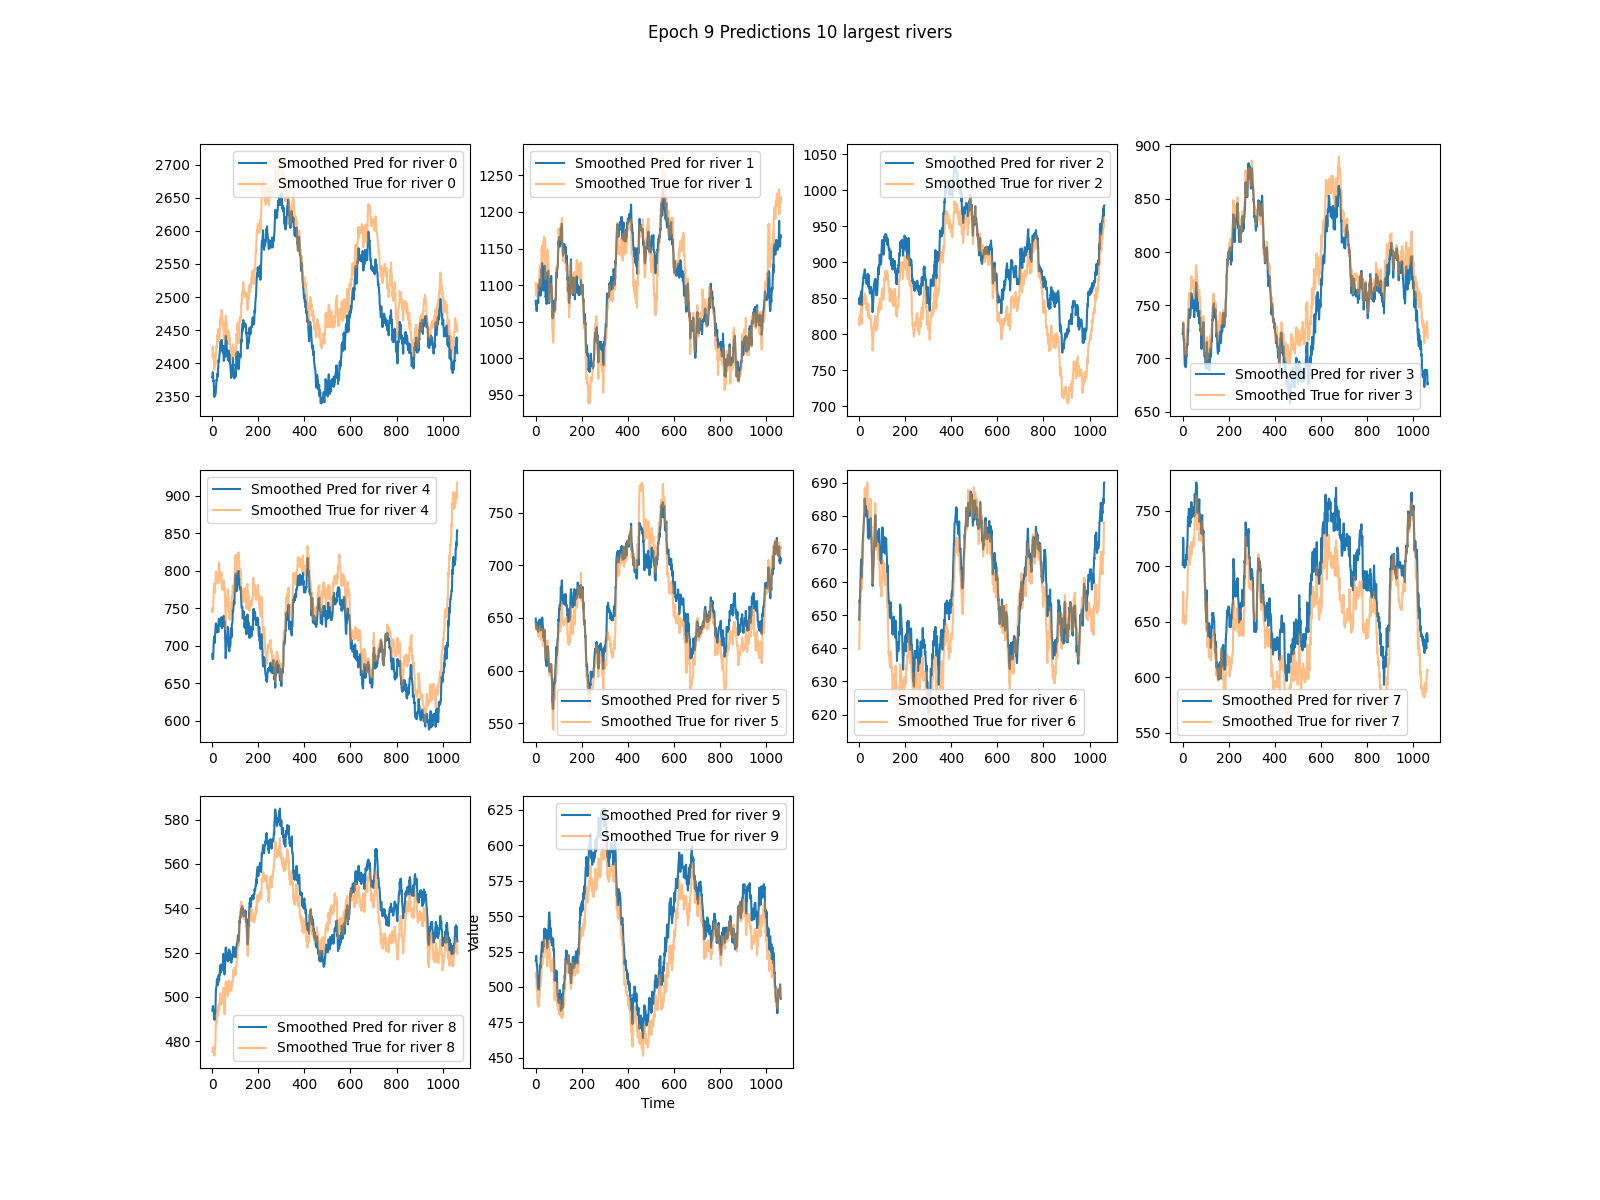 Epoch 9 Predictions 10 largest rivers
Smoothed Pred for river 0
Smoothed True for river 0
2700
2650
2600
2550
2500
2450
2400
2350
0 200 400 600 800 1000
Smoothed Pred for river 1
Smoothed True for river 1
1250
1200
1150
1100
1050
1000
950
0 200 400 600 800 1000
Smoothed Pred for river 2
Smoothed True for river 2
1050
1000
950
900
850
800
750
700
0 200 400 600 800 1000
900
850
800
750
700
650
Smoothed Pred for river 3
Smoothed True for river 3
0 200 400 600 800 1000
Smoothed Pred for river 4
Smoothed True for river 4
900
850
800
750
700
650
600
0 200 400 600 800 1000
750
700
650
600
550
Smoothed Pred for river 5
Smoothed True for river 5
0 200 400 600 800 1000
690
680
670
660
650
640
630
620
Smoothed Pred for river 6
Smoothed True for river 6
0 200 400 600 800 1000
750
700
650
600
550
Smoothed Pred for river 7
Smoothed True for river 7
0 200 400 600 800 1000
580
560
540
520
500
480
Smoothed Pred for river 8
Smoothed True for river 8
0 200 400 600 800 1000
Value
Smoothed Pred for river 9
Smoothed True for river 9
625
600
575
550
525
500
475
450
0 200 400 600 800 1000
Time